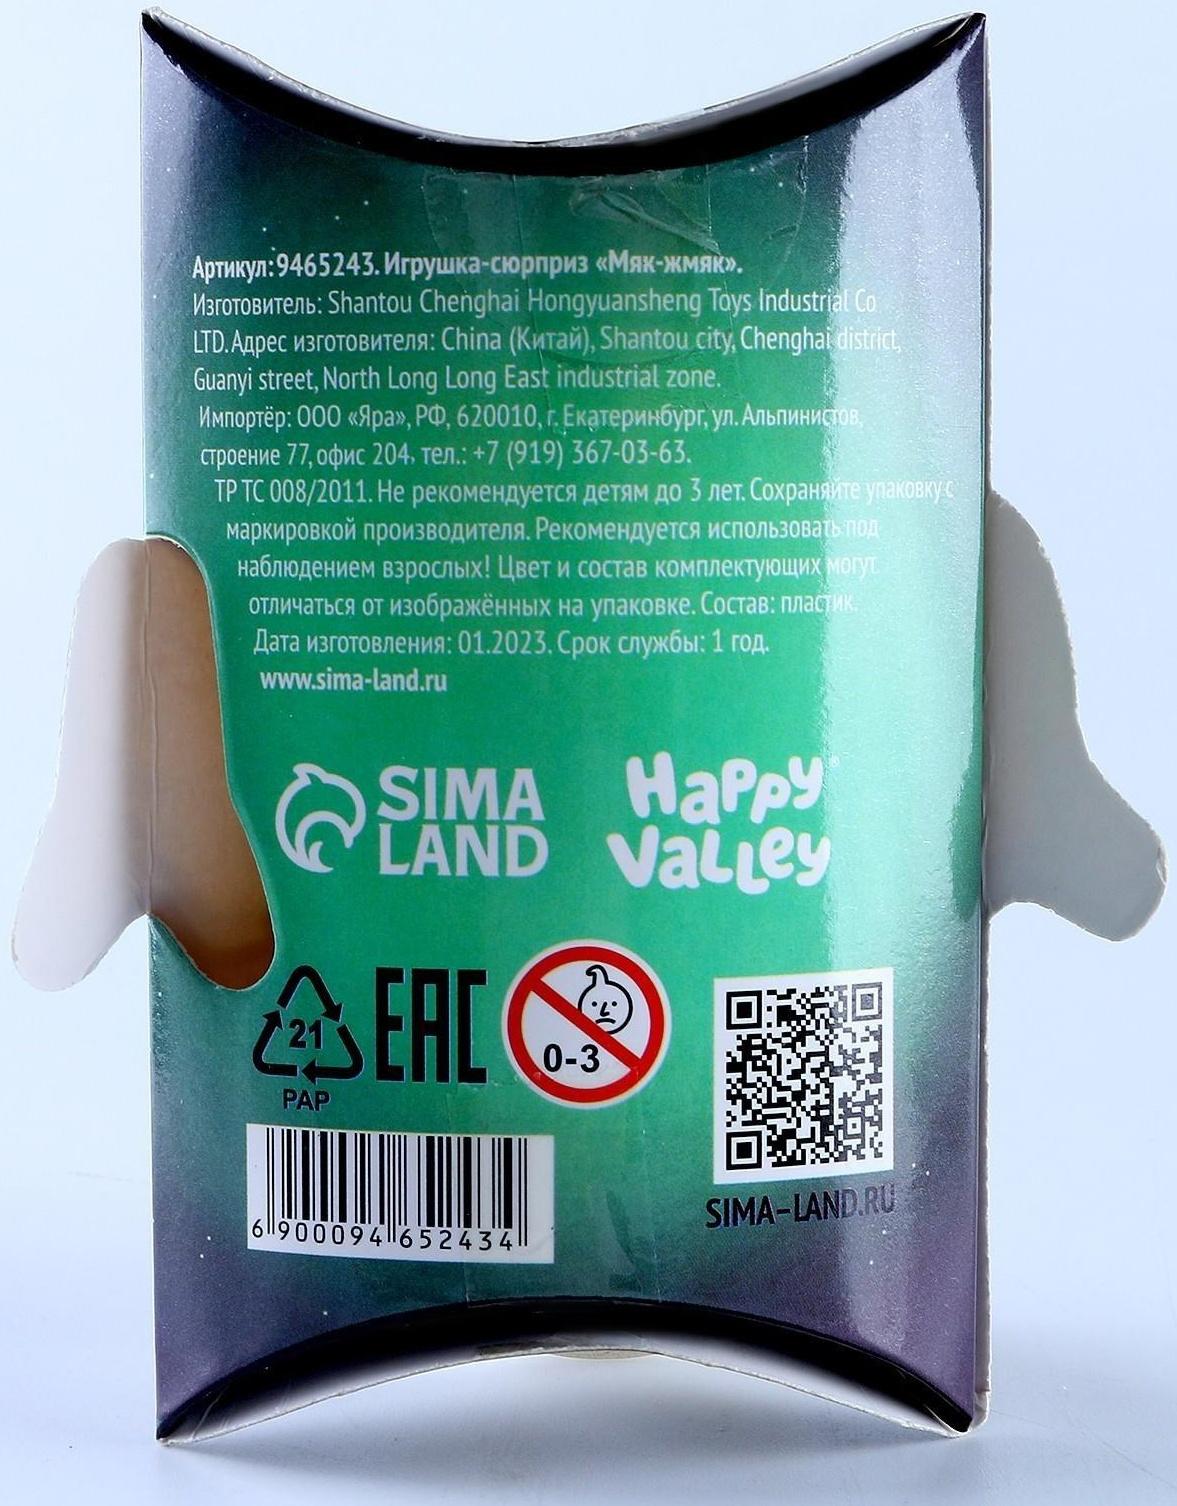 Артикул:9465243. Игрушка-сюрприз «Мяк-жмяк».
Изготовитель: Shantou Chenghai Hongyuansheng Toys Industrial Co
LTD. Адрес изготовителя: China (Китай), Shantou city, Chenghai district,
Guanyi street, North Long Long East industrial zone.
Импортёр: ООО «Яра», РФ, 620010, г. Екатеринбург, ул. Альпинистов,
строение 77, офис 204, тел.: +7 (919) 367-03-63.
ТР ТС 008/2011. Не рекомендуется детям до 3 лет. Сохраняйте упаковку с
маркировкой производителя. Рекомендуется использовать под
наблюдением взрослых! Цвет и состав комплектующих могут
отличаться от изображённых на упаковке. Состав: пластик.
Дата изготовления: 01.2023. Срок службы: 1 год.
www.sima-land.ru
SIMA
LAND
Happy
Valley®
21
PAP
EAC
0-3
6 900094 652434
SIMA-LAND.RU